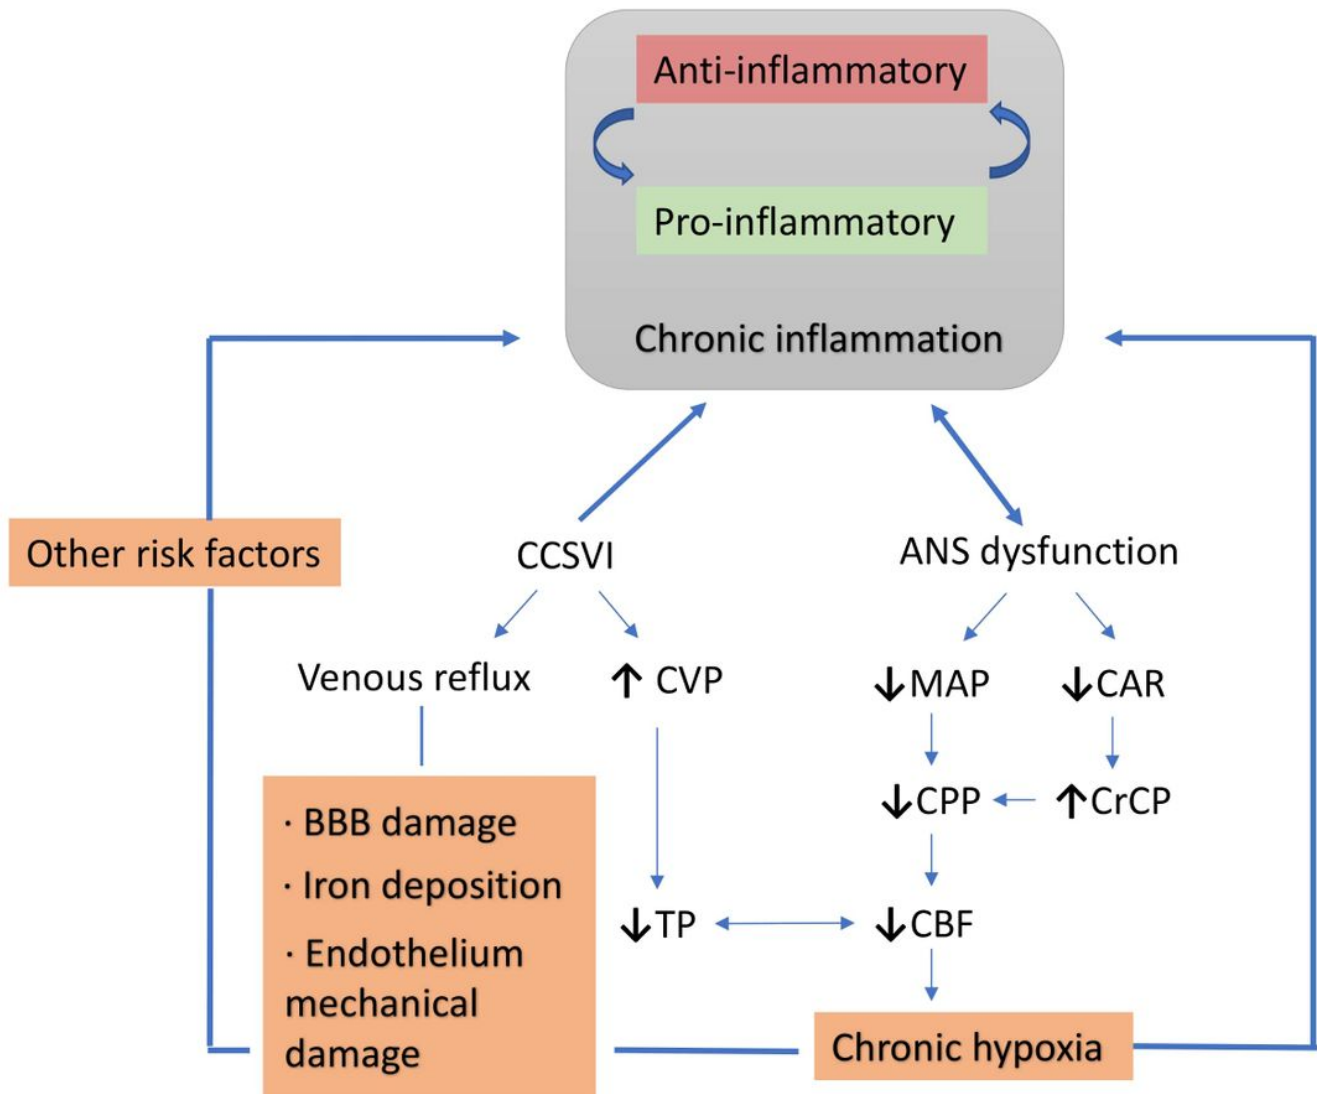 Anti-inflammatory
Pro-inflammatory
Chronic inflammation
Other risk factors
CCSVI
ANS dysfunction
Venous reflux
↑ CVP
↓MAP
↓CAR
↓CPP
↑CrCP
· BBB damage
· Iron deposition
· Endothelium
mechanical
damage
↓TP
↓CBF
Chronic hypoxia